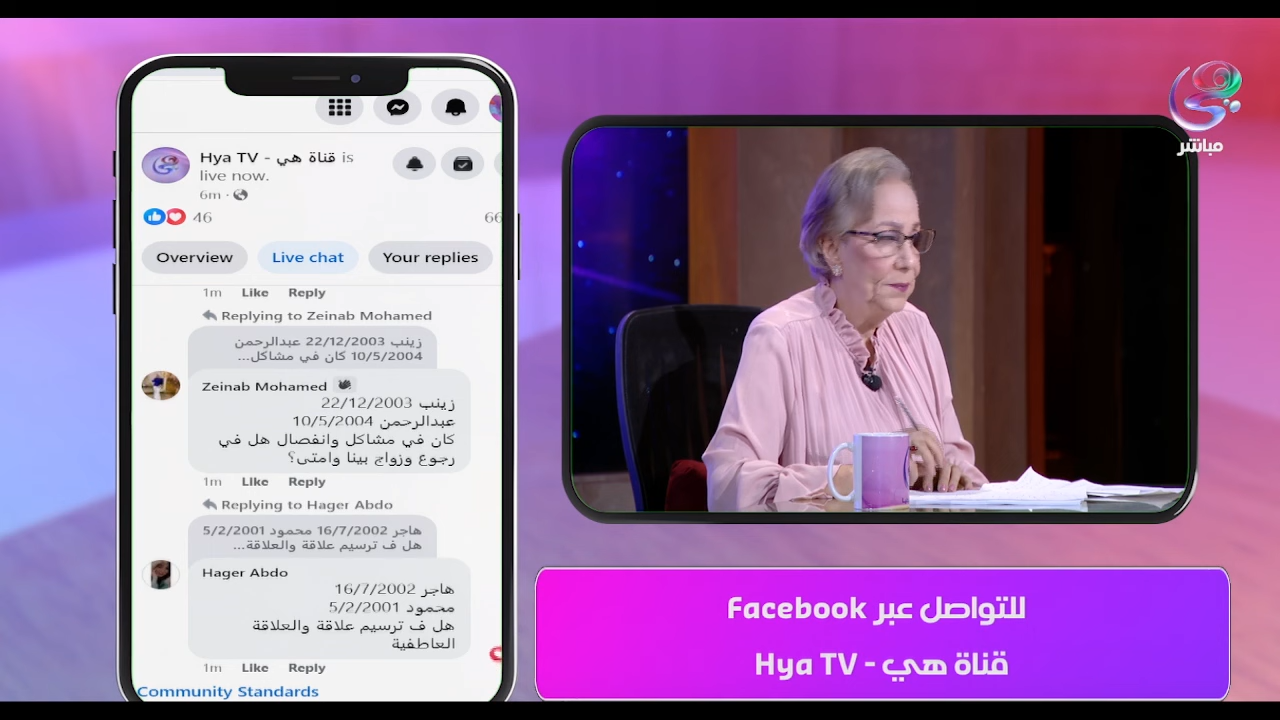 Hya TV - قناة هي is
live now.
6m
46
66
Overview
Live chat
Your replies
1m Like Reply
Replying to Zeinab Mohamed
زينب 22/12/2003 عبدالرحمن
10/5/2004 كان في مشاكل...
Zeinab Mohamed
زينب 22/12/2003
عبدالرحمن 10/5/2004
كان في مشاكل وانفصال هل في
رجوع وزواج بينا وامتى؟
1m Like Reply
Replying to Hager Abdo
هاجر 16/7/2002 محمود 5/2/2001
هل ف ترسيم علاقة والعلاقة...
Hager Abdo
هاجر 16/7/2002
محمود 5/2/2001
هل ف ترسيم علاقة والعلاقة
العاطفية
1m Like Reply
Community Standards
هي
مباشر
للتواصل عبر Facebook
قناة هي - Hya TV